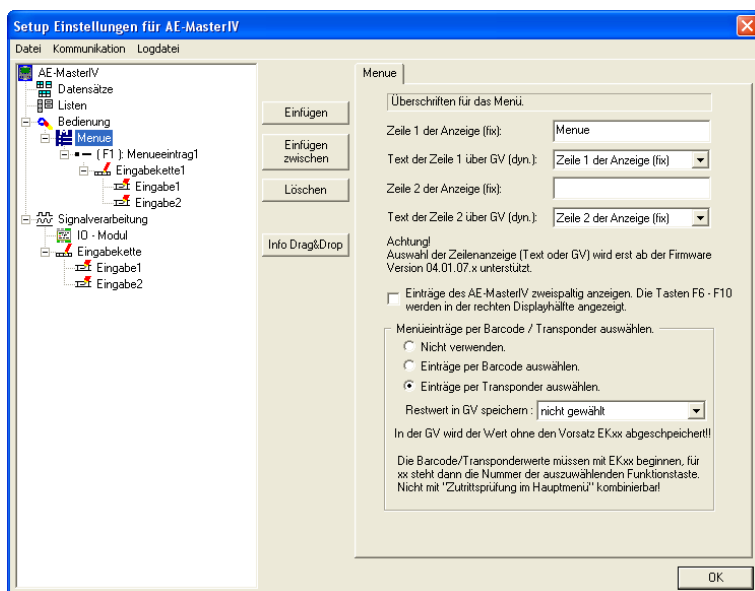 Setup Einstellungen für AE-MasterIV
Datei Kommunikation Logdatei
AE-MasterIV
Datensätze
Listen
Bedienung
Menue
( F1 ): Menueeintrag1
Eingabekette1
Eingabe1
Eingabe2
Signalverarbeitung
IO - Modul
Eingabekette
Eingabe1
Eingabe2
Einfügen
Einfügen
zwischen
Löschen
Info Drag&Drop
Menue
Überschriften für das Menü.
Zeile 1 der Anzeige (fix): Menue
Text der Zeile 1 über GV (dyn.): Zeile 1 der Anzeige (fix)
Zeile 2 der Anzeige (fix):
Text der Zeile 2 über GV (dyn.): Zeile 2 der Anzeige (fix)
Achtung!
Auswahl der Zeilenanzeige (Text oder GV) wird erst ab der Firmware
Version 04.01.07.x unterstützt.
Einträge des AE-MasterIV zweispaltig anzeigen. Die Tasten F6 - F10
werden in der rechten Displayhälfte angezeigt.
Menüeinträge per Barcode / Transponder auswählen.
Nicht verwenden.
Einträge per Barcode auswählen.
Einträge per Transponder auswählen.
Restwert in GV speichern : nicht gewählt
In der GV wird der Wert ohne den Vorsatz EKxx abgeschpeichert!!
Die Barcode/Transponderwerte müssen mit EKxx beginnen, für
xx steht dann die Nummer der auszuwählenden Funktionstaste.
Nicht mit "Zutrittsprüfung im Hauptmenü" kombinierbar!
OK